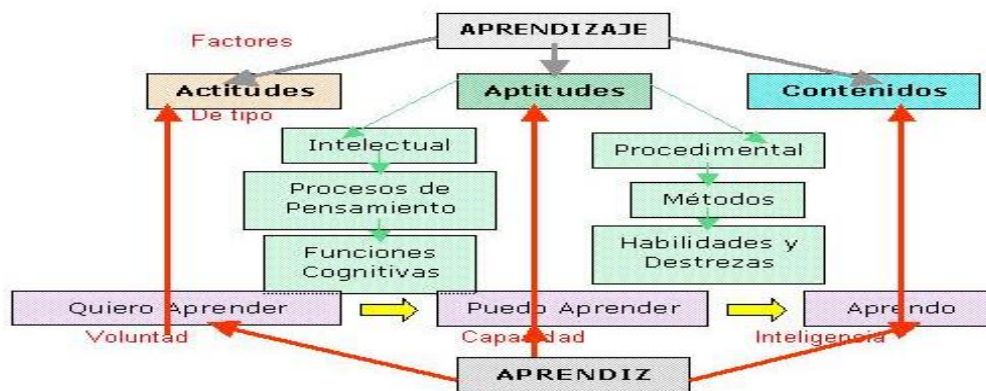 APRENDIZAJE
Factores
Actitudes
Aptitudes
Contenidos
De tipo
Intelectual
Procedimental
Procesos de
Pensamiento
Métodos
Funciones
Cognitivas
Habilidades y
Destrezas
Quiero Aprender
Puedo Aprender
Aprendo
Voluntad
Capacidad
Inteligencia
APRENDIZ